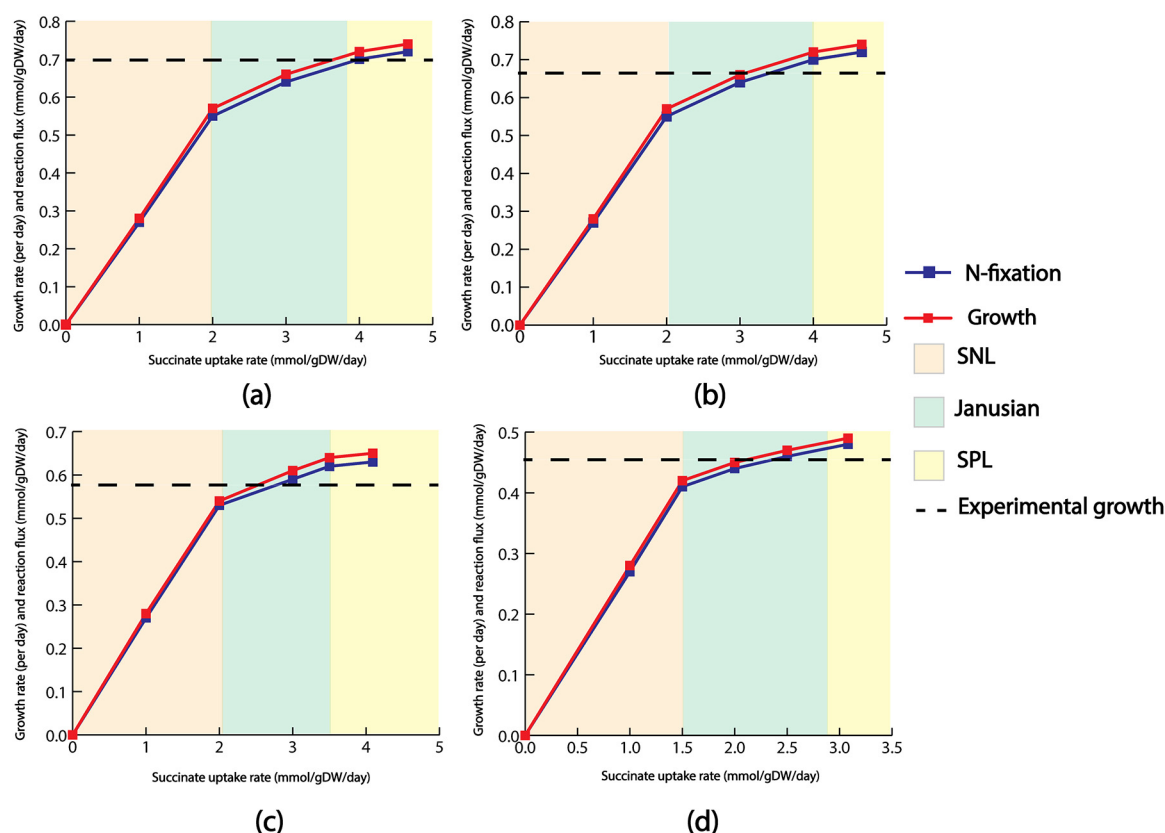 0.8
0.7
0.6
0.5
0.4
0.3
0.2
0.1
0.0
0 1 2 3 4 5
Growth rate (per day) and reaction flux (mmol/gDW/day)
Succinate uptake rate (mmol/gDW/day)
(a)
0.8
0.7
0.6
0.5
0.4
0.3
0.2
0.1
0.0
0 1 2 3 4 5
Growth rate (per day) and reaction flux (mmol/gDW/day)
Succinate uptake rate (mmol/gDW/day)
(b)
N-fixation
Growth
SNL
Janusian
SPL
Experimental growth
0.7
0.6
0.5
0.4
0.3
0.2
0.1
0.0
0 1 2 3 4 5
Growth rate (per day) and reaction flux (mmol/gDW/day)
Succinate uptake rate (mmol/gDW/day)
(c)
0.5
0.4
0.3
0.2
0.1
0.0
0.0 0.5 1.0 1.5 2.0 2.5 3.0 3.5
Growth rate (per day) and reaction flux (mmol/gDW/day)
Succinate uptake rate (mmol/gDW/day)
(d)